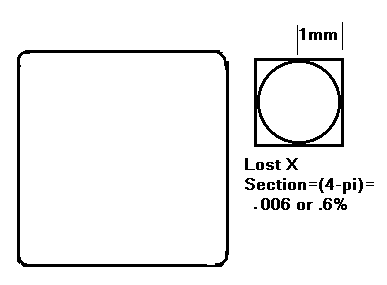 1mm
Lost X
Section=(4-pi)=
.006 or .6%